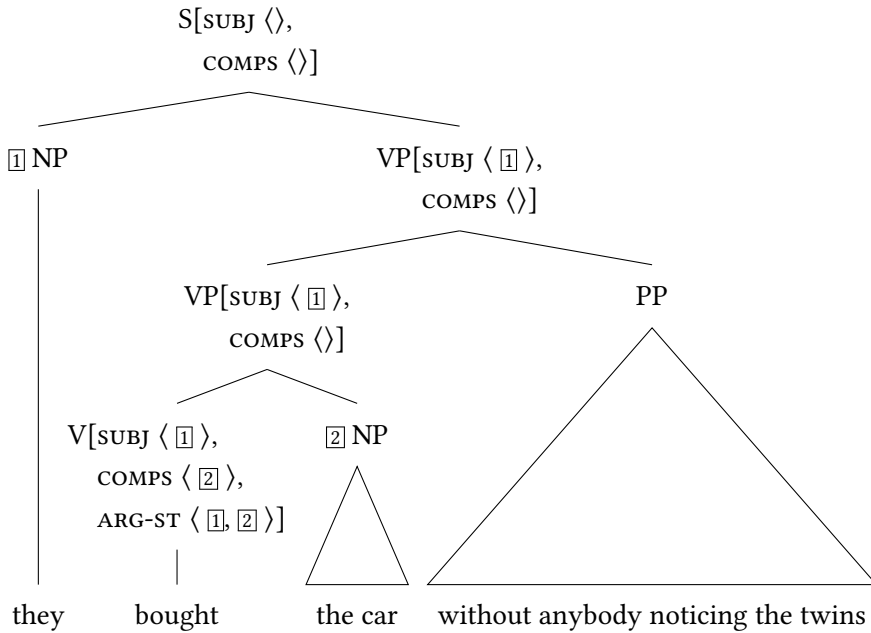 S[SUBJ ⟨⟩,
COMPS ⟨⟩]
1 NP
VP[SUBJ ⟨ 1 ⟩,
COMPS ⟨⟩]
VP[SUBJ ⟨ 1 ⟩,
COMPS ⟨⟩]
PP
V[SUBJ ⟨ 1 ⟩,
COMPS ⟨ 2 ⟩,
ARG-ST ⟨ 1, 2 ⟩]
2 NP
they bought the car without anybody noticing the twins